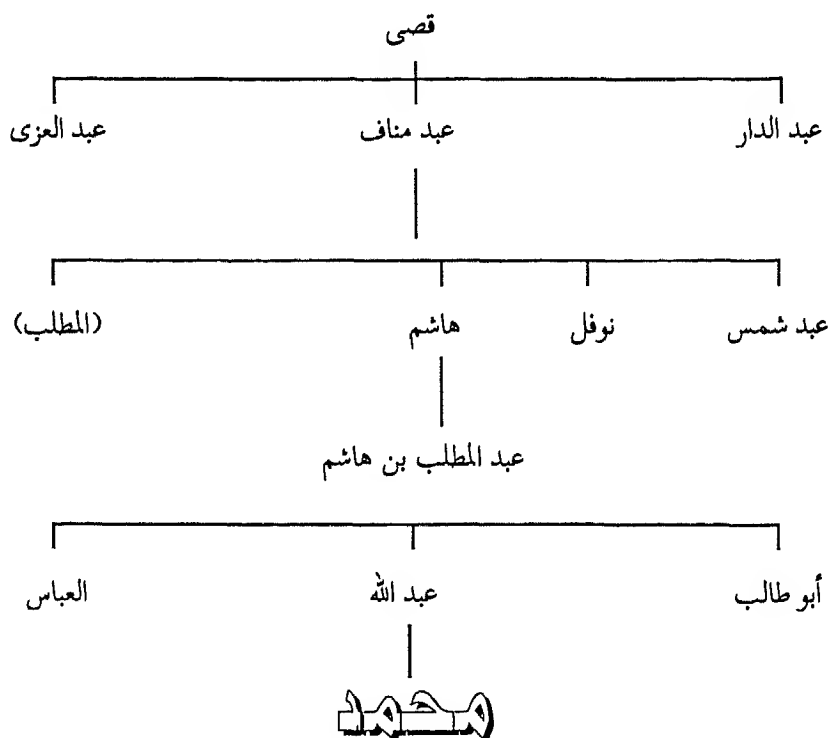 قصى
عبد الدار عبد مناف عبد العزى
عبد شمس نوفل هاشم (المطلب)
عبد المطلب بن هاشم
أبو طالب عبد الله العباس
محمد